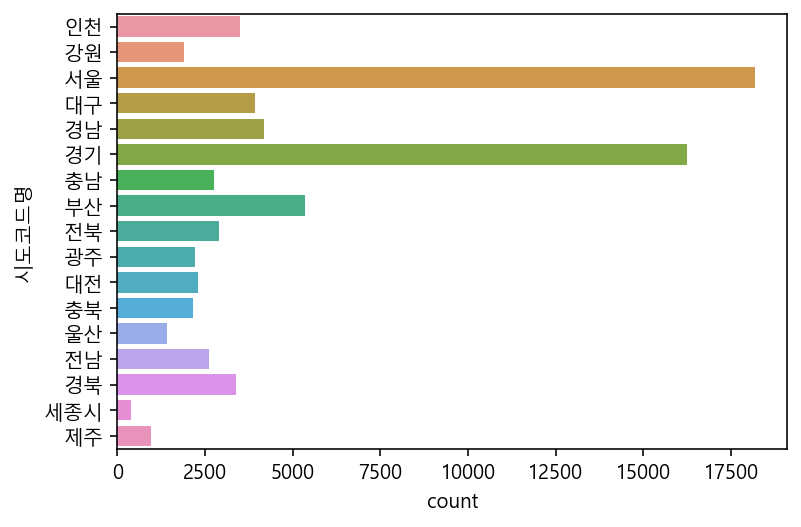 인천
강원
서울
대구
경남
경기
충남
부산
전북
광주
대전
충북
울산
전남
경북
세종시
제주
시도코드명
0 2500 5000 7500 10000 12500 15000 17500
count